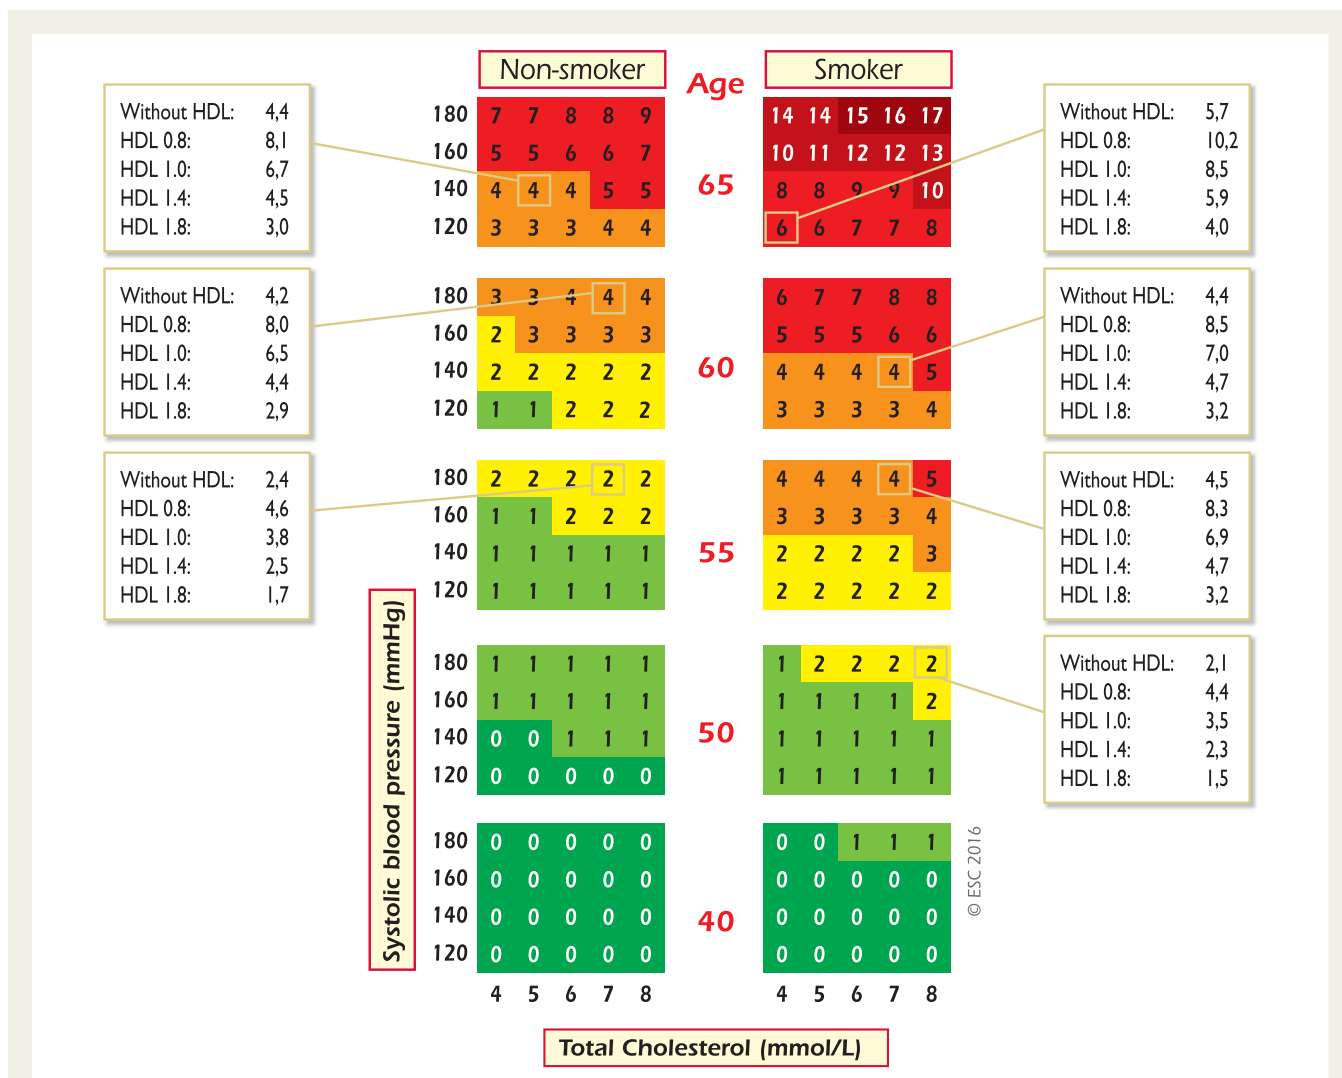 Non-smoker Age Smoker
Without HDL: 4,4
HDL 0.8: 8,1
HDL 1.0: 6,7
HDL 1.4: 4,5
HDL 1.8: 3,0
180 7 7 8 8 9 14 14 15 16 17
160 5 5 6 6 7 10 11 12 12 13
65
140 4 4 4 5 5 8 8 9 9 10
120 3 3 3 4 4 6 6 7 7 8
Without HDL: 5,7
HDL 0.8: 10,2
HDL 1.0: 8,5
HDL 1.4: 5,9
HDL 1.8: 4,0
Without HDL: 4,2
HDL 0.8: 8,0
HDL 1.0: 6,5
HDL 1.4: 4,4
HDL 1.8: 2,9
180 3 3 4 4 4 6 7 7 8 8
160 2 3 3 3 3 5 5 5 6 6
60
140 2 2 2 2 2 4 4 4 4 5
120 1 1 2 2 2 3 3 3 3 4
Without HDL: 4,4
HDL 0.8: 8,5
HDL 1.0: 7,0
HDL 1.4: 4,7
HDL 1.8: 3,2
Without HDL: 2,4
HDL 0.8: 4,6
HDL 1.0: 3,8
HDL 1.4: 2,5
HDL 1.8: 1,7
180 2 2 2 2 2 4 4 4 4 5
160 1 1 2 2 2 3 3 3 3 4
55
140 1 1 1 1 1 2 2 2 2 3
120 1 1 1 1 1 2 2 2 2 2
Without HDL: 4,5
HDL 0.8: 8,3
HDL 1.0: 6,9
HDL 1.4: 4,7
HDL 1.8: 3,2
180 1 1 1 1 1 1 2 2 2 2
160 1 1 1 1 1 1 1 1 1 2
50
140 0 0 1 1 1 1 1 1 1 1
120 0 0 0 0 0 1 1 1 1 1
Without HDL: 2,1
HDL 0.8: 4,4
HDL 1.0: 3,5
HDL 1.4: 2,3
HDL 1.8: 1,5
180 0 0 0 0 0 0 0 1 1 1
160 0 0 0 0 0 0 0 0 0 0
40
140 0 0 0 0 0 0 0 0 0 0
120 0 0 0 0 0 0 0 0 0 0
4 5 6 7 8 4 5 6 7 8
Systolic blood pressure (mmHg)
Total Cholesterol (mmol/L)
© ESC 2016